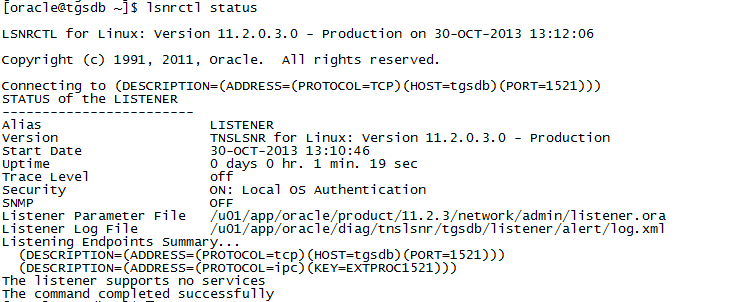 [oracle@tgsdb ~]$ lsnrctl status
LSNRCTL for Linux: Version 11.2.0.3.0 - Production on 30-OCT-2013 13:12:06
Copyright (c) 1991, 2011, Oracle.  All rights reserved.
Connecting to (DESCRIPTION=(ADDRESS=(PROTOCOL=TCP)(HOST=tgsdb)(PORT=1521)))
STATUS of the LISTENER
------------------------
Alias                     LISTENER
Version                   TNSLSNR for Linux: Version 11.2.0.3.0 - Production
Start Date                30-OCT-2013 13:10:46
Uptime                    0 days 0 hr. 1 min. 19 sec
Trace Level               off
Security                  ON: Local OS Authentication
SNMP                      OFF
Listener Parameter File   /u01/app/oracle/product/11.2.3/network/admin/listener.ora
Listener Log File         /u01/app/oracle/diag/tnslsnr/tgsdb/listener/alert/log.xml
Listening Endpoints Summary...
  (DESCRIPTION=(ADDRESS=(PROTOCOL=tcp)(HOST=tgsdb)(PORT=1521)))
  (DESCRIPTION=(ADDRESS=(PROTOCOL=ipc)(KEY=EXTPROC1521)))
The listener supports no services
The command completed successfully